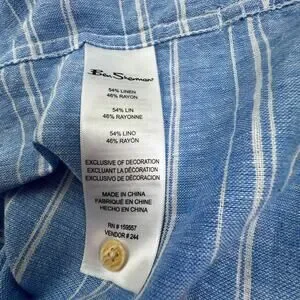 Ben Sherman
54% LINEN
46% RAYON
54% LIN
46% RAYONNE
54% LINO
46% RAYON
EXCLUSIVE OF DECORATION
EXCLUANT LA DÉCORATION
EXCLUSIVO DE DECORACION
MADE IN CHINA
FABRIQUÉ EN CHINE
HECHO EN CHINA
RN # 159557
VENDOR # 244